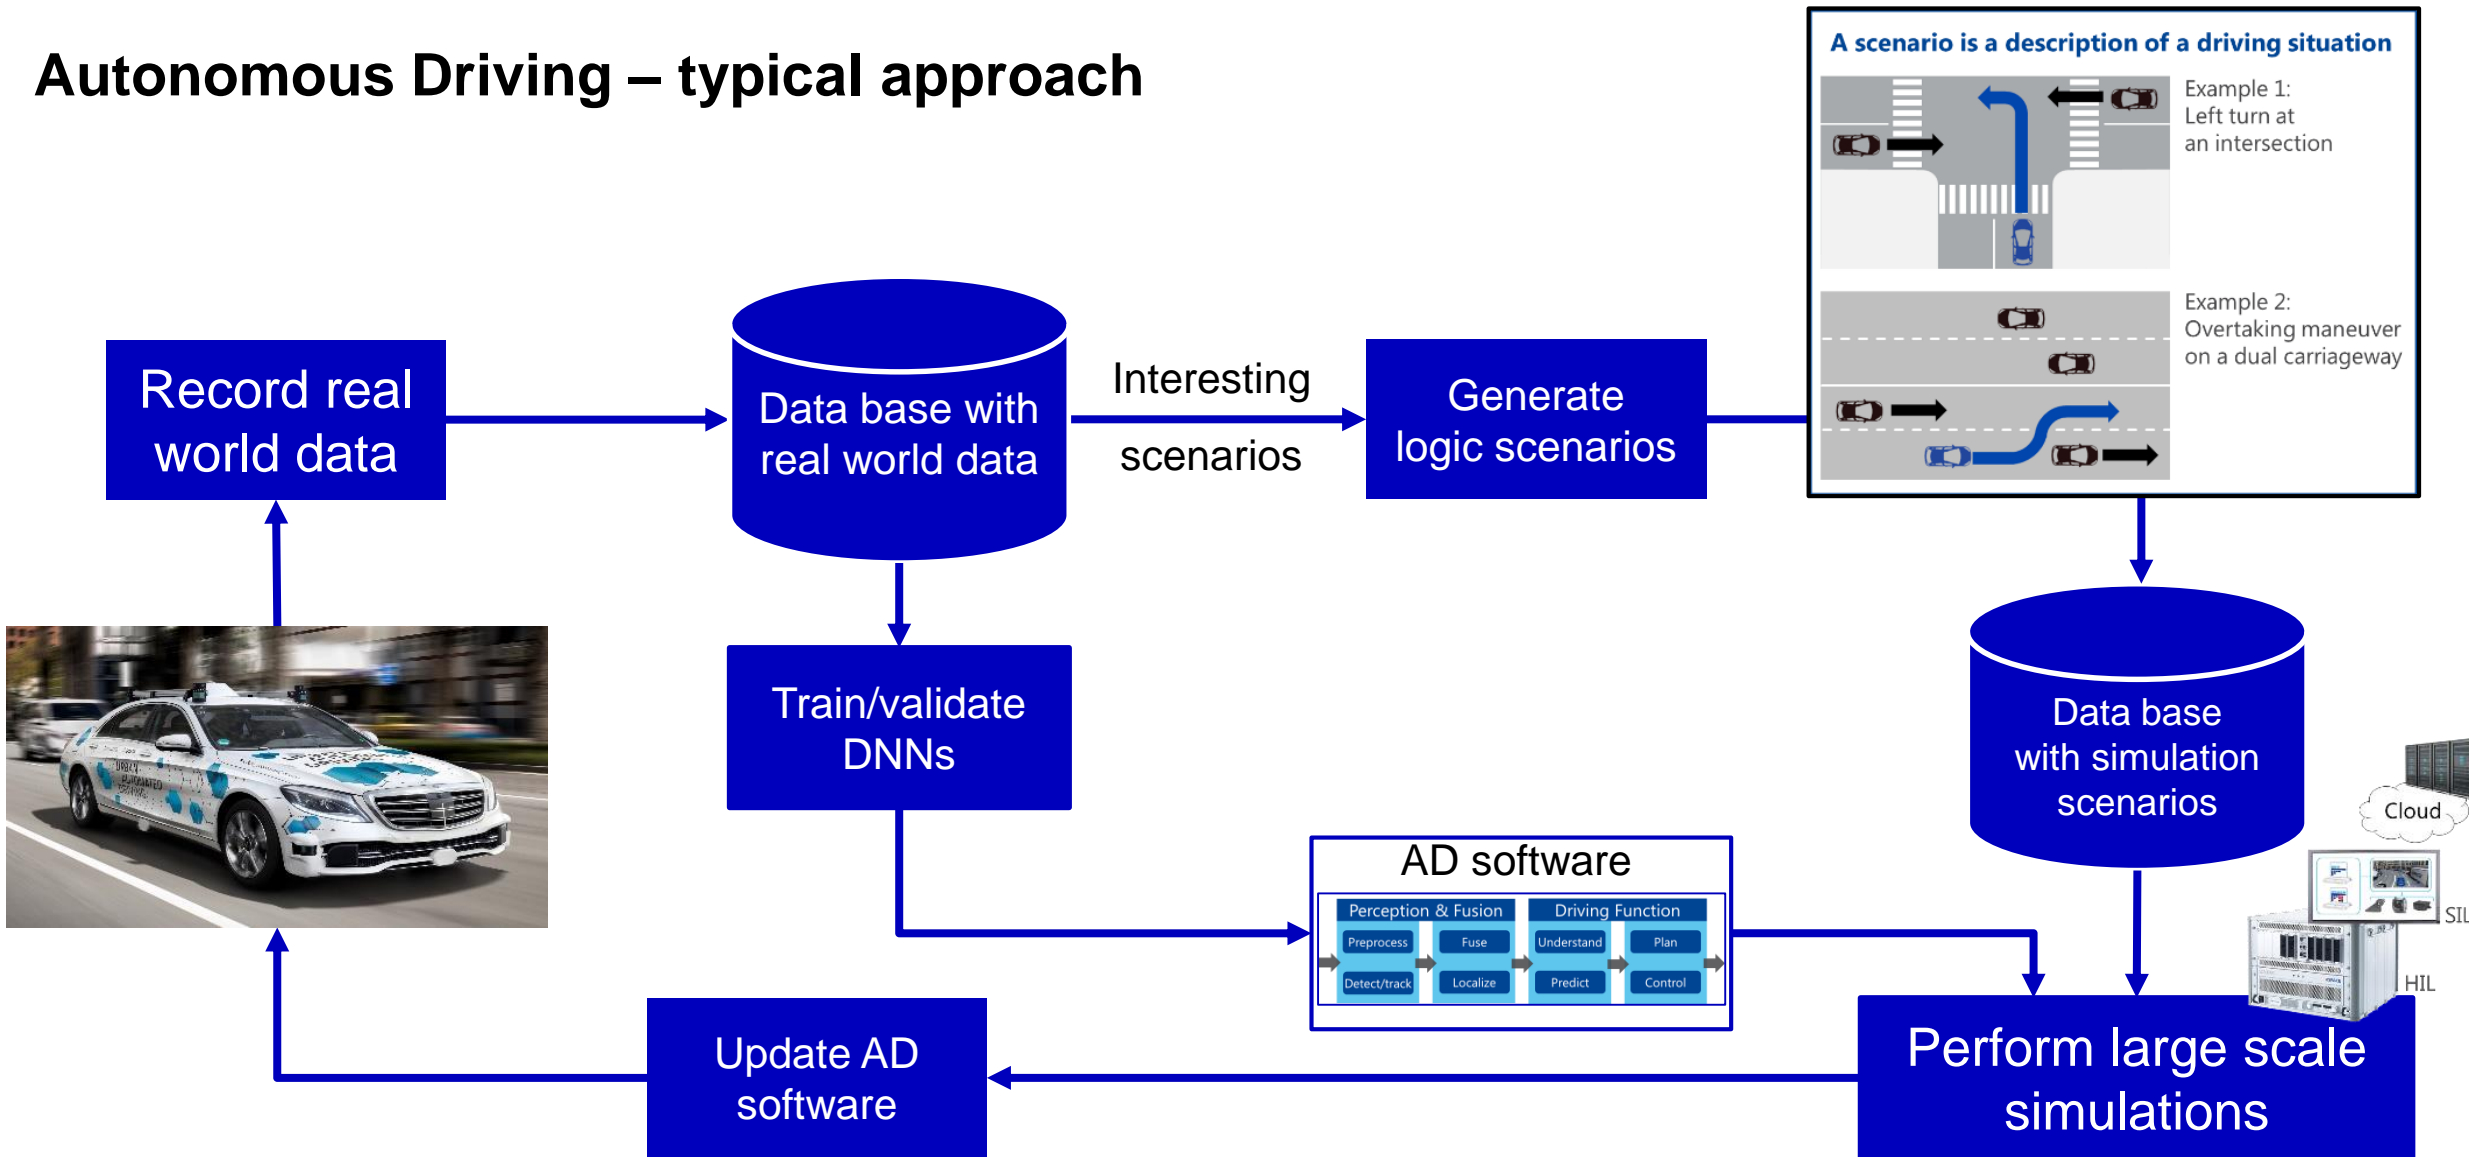 Autonomous Driving – typical approach
A scenario is a description of a driving situation
Example 1:
Left turn at
an intersection
Example 2:
Overtaking maneuver
on a dual carriageway
Record real
world data
Data base with
real world data
Interesting
scenarios
Generate
logic scenarios
Train/validate
DNNs
Data base
with simulation
scenarios
Cloud
SIL
HIL
AD software
Perception & Fusion
Driving Function
Preprocess
Fuse
Understand
Plan
Detect/track
Localize
Predict
Control
Update AD
software
Perform large scale
simulations
URBAN
AUTOMATED
DRIVING